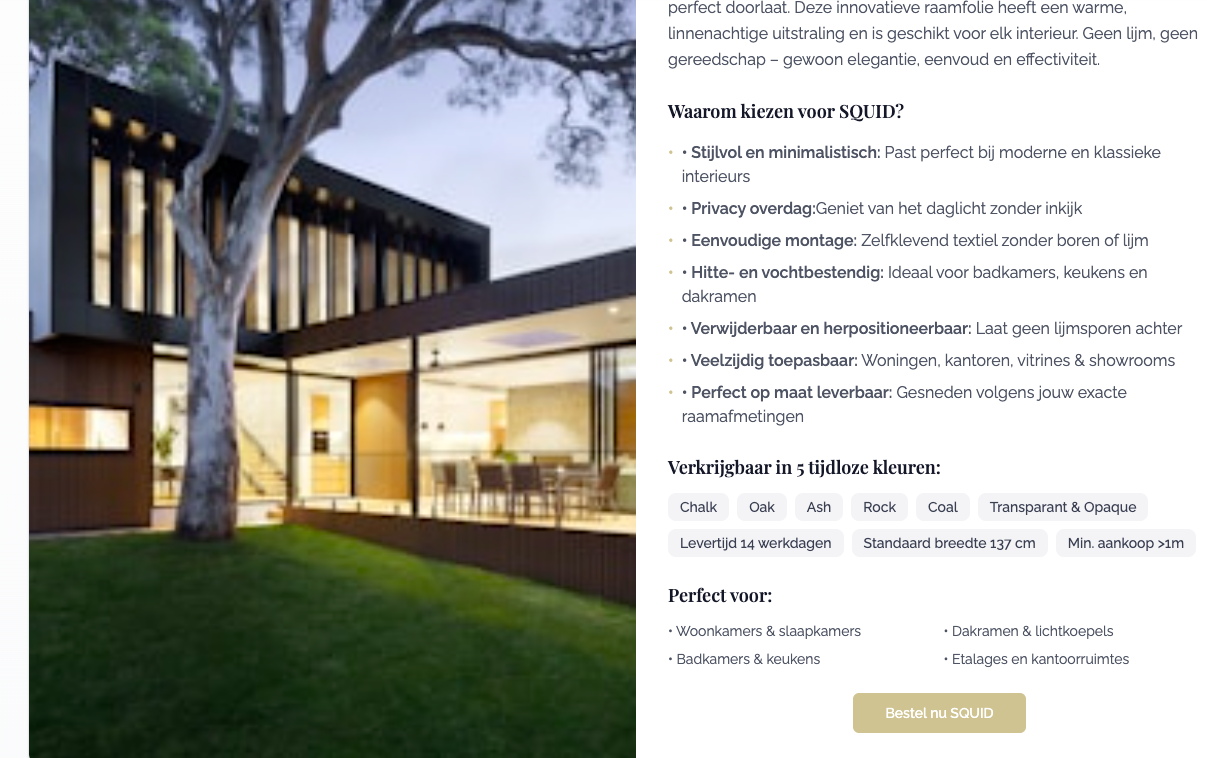 perfect doorlaat. Deze innovatieve raamfolie heeft een warme,
linnenachtige uitstraling en is geschikt voor elk interieur. Geen lijm, geen
gereedschap – gewoon elegantie, eenvoud en effectiviteit.
Waarom kiezen voor SQUID?
• • Stijlvol en minimalistisch: Past perfect bij moderne en klassieke
interieurs
• • Privacy overdag:Geniet van het daglicht zonder inkijk
• • Eenvoudige montage: Zelfklevend textiel zonder boren of lijm
• • Hitte- en vochtbestendig: Ideaal voor badkamers, keukens en
dakramen
• • Verwijderbaar en herpositioneerbaar: Laat geen lijmsporen achter
• • Veelzijdig toepasbaar: Woningen, kantoren, vitrines & showrooms
• • Perfect op maat leverbaar: Gesneden volgens jouw exacte
raamafmetingen
Verkrijgbaar in 5 tijdloze kleuren:
Chalk Oak Ash Rock Coal Transparant & Opaque
Levertijd 14 werkdagen Standaard breedte 137 cm Min. aankoop >1m
Perfect voor:
• Woonkamers & slaapkamers • Dakramen & lichtkoepels
• Badkamers & keukens • Etalages en kantoorruimtes
Bestel nu SQUID